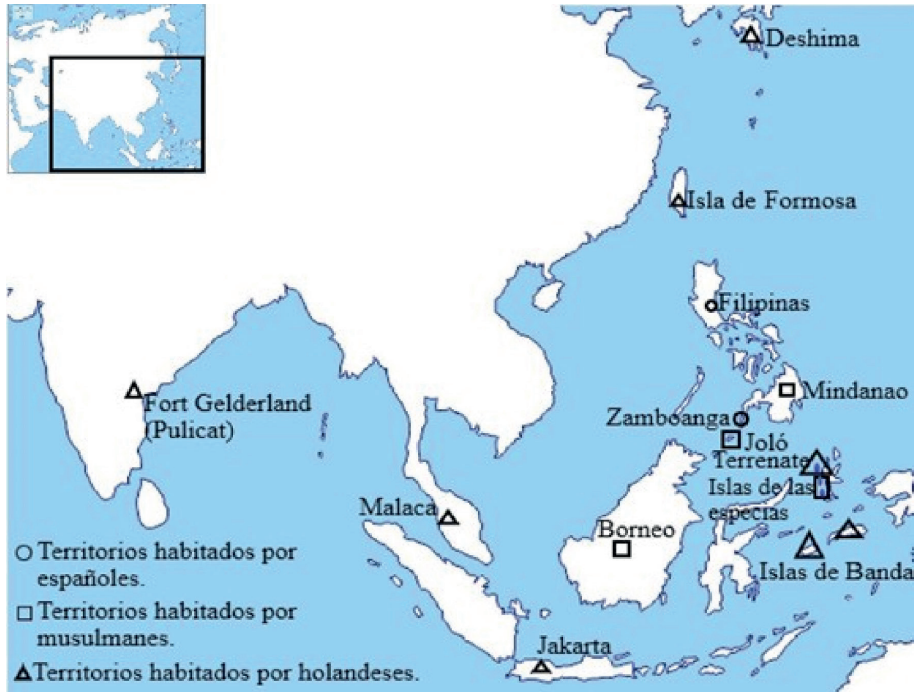 Deshima
Isla de Formosa
Filipinas
Fort Gelderland
(Pulicat)
Mindanao
Zamboanga
Joló
Terrenate
Islas de las
especias
Malaca
Borneo
Islas de Banda
Jakarta
Territorios habitados por
españoles.
Territorios habitados por
musulmanes.
Territorios habitados por holandeses.